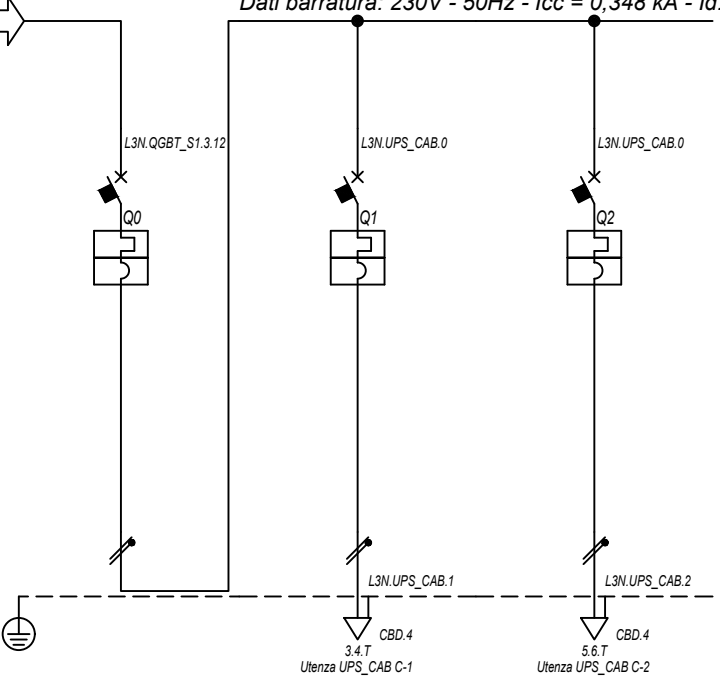 Dati barratura: 230V - 50Hz - Icc = 0,348 kA -
L3N.QGBT_S1.3.12
L3N.UPS_CAB.0
L3N.UPS_CAB.0
Q0
Q1
Q2
L3N.UPS_CAB.1
L3N.UPS_CAB.2
CBD.4
CBD.4
3.4.T
5.6.T
Utenza UPS_CAB C-1
Utenza UPS_CAB C-2